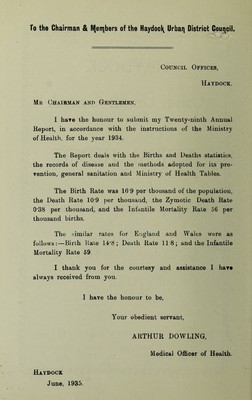 To the Chairman & Members of the Haydock Urban District Council.
Council Offices,
Haydock.
Mr Chairman and Gentlemen,
I have the honour to submit my Twenty-ninth Annual
Report, in accordance with the instructions of the Ministry
of Health, for the year 1934.
The Report deals with the Births and Deaths statistics,
the records of disease and the methods adopted for its pre-
vention, general sanitation and Ministry of Health Tables.
The Birth Rate was 16·9 per thousand of the population,
the Death Rate 10·9 per thousand, the Zymotic Death Rate
0·38 per thousand, and the Infantile Mortality Rate 56 per
thousand births.
The similar rates for England and Wales were as
follows:—Birth Rate 14·8; Death Rate 11·8; and the Infantile
Mortality Rate 59
I thank you for the courtesy and assistance I have
always received from you.
I have the honour to be,
Your obedient servant,
ARTHUR DOWLING,
Medical Officer of Health.
Haydock
June, 1935.